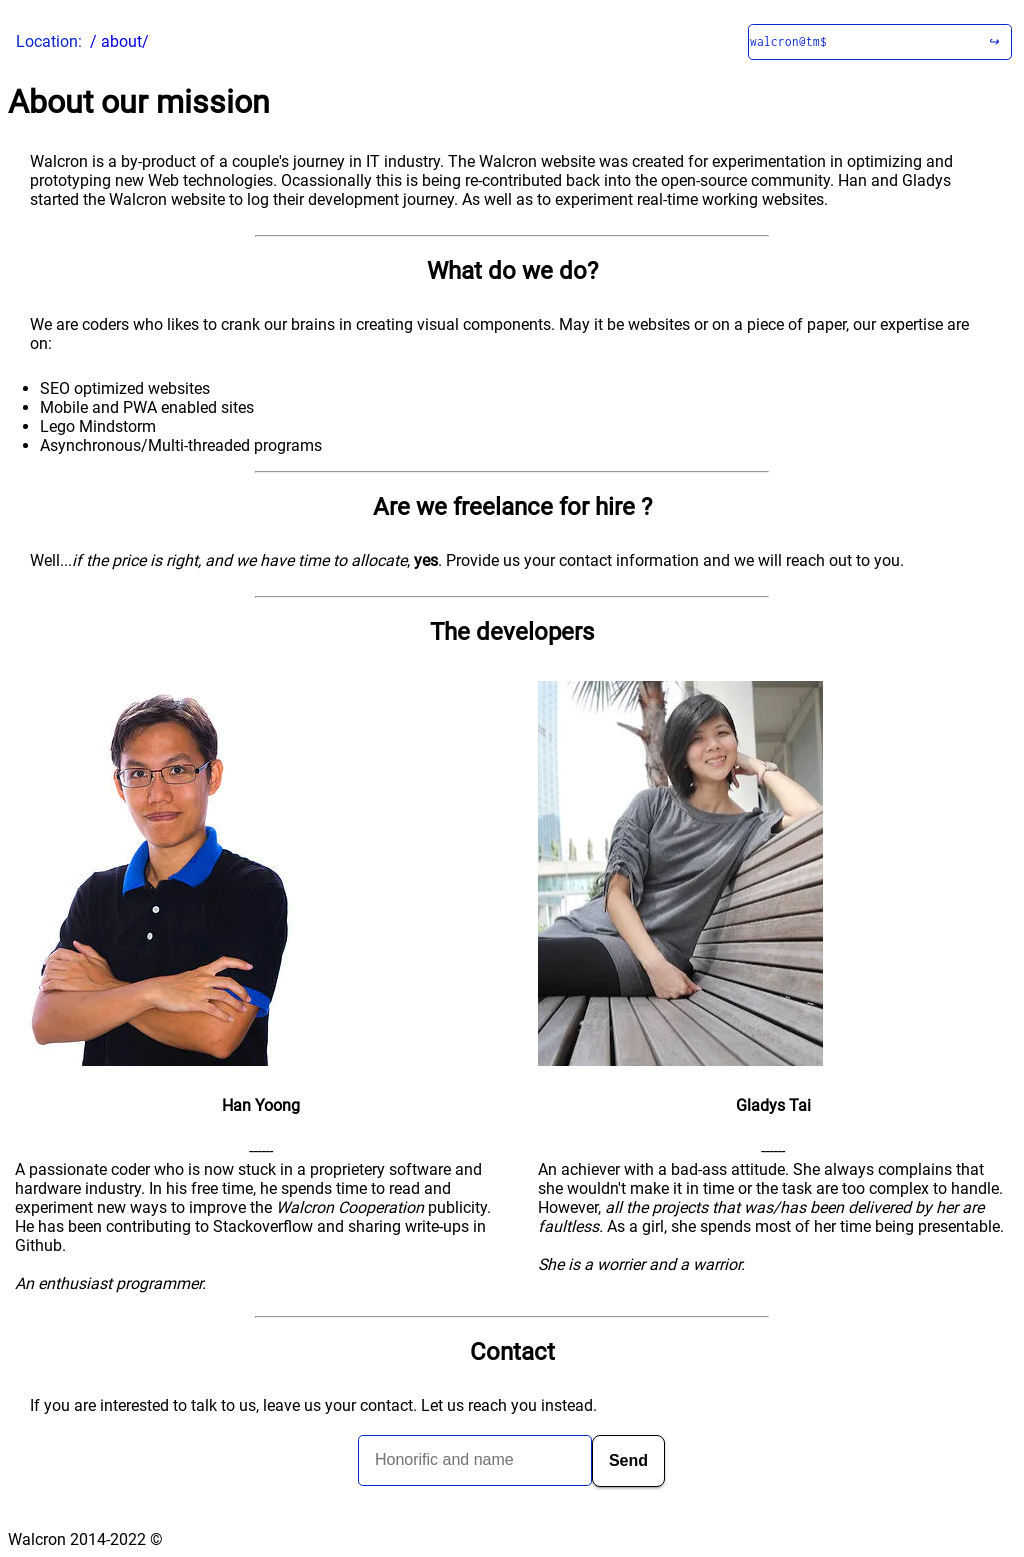 Location: / about/
walcron@tm$ ↪
About our mission
Walcron is a by-product of a couple's journey in IT industry. The Walcron website was created for experimentation in optimizing and
prototyping new Web technologies. Ocassionally this is being re-contributed back into the open-source community. Han and Gladys
started the Walcron website to log their development journey. As well as to experiment real-time working websites.
What do we do?
We are coders who likes to crank our brains in creating visual components. May it be websites or on a piece of paper, our expertise are
on:
• SEO optimized websites
• Mobile and PWA enabled sites
• Lego Mindstorm
• Asynchronous/Multi-threaded programs
Are we freelance for hire ?
Well...if the price is right, and we have time to allocate, yes. Provide us your contact information and we will reach out to you.
The developers
Han Yoong
------
A passionate coder who is now stuck in a proprietery software and
hardware industry. In his free time, he spends time to read and
experiment new ways to improve the Walcron Cooperation publicity.
He has been contributing to Stackoverflow and sharing write-ups in
Github.
An enthusiast programmer.
Gladys Tai
------
An achiever with a bad-ass attitude. She always complains that
she wouldn't make it in time or the task are too complex to handle.
However, all the projects that was/has been delivered by her are
faultless. As a girl, she spends most of her time being presentable.
She is a worrier and a warrior.
Contact
If you are interested to talk to us, leave us your contact. Let us reach you instead.
Honorific and name
Send
Walcron 2014-2022 ©